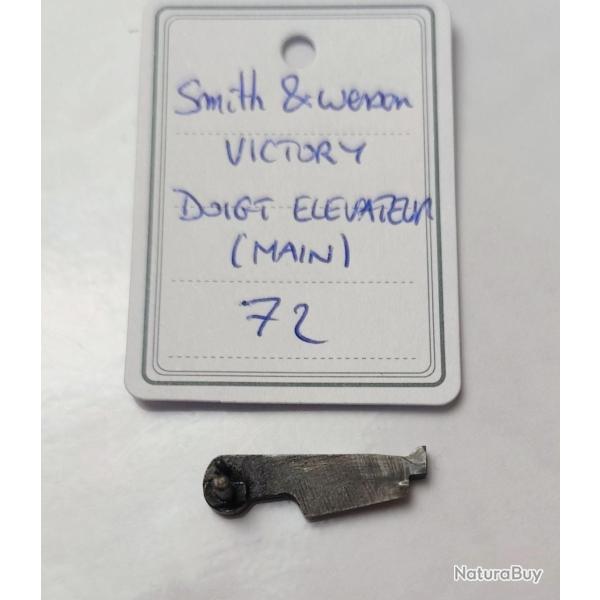 Smith & Wesson
VICTORY
DOIGT ELEVATEUR
(MAIN)
72
NaturaBuy